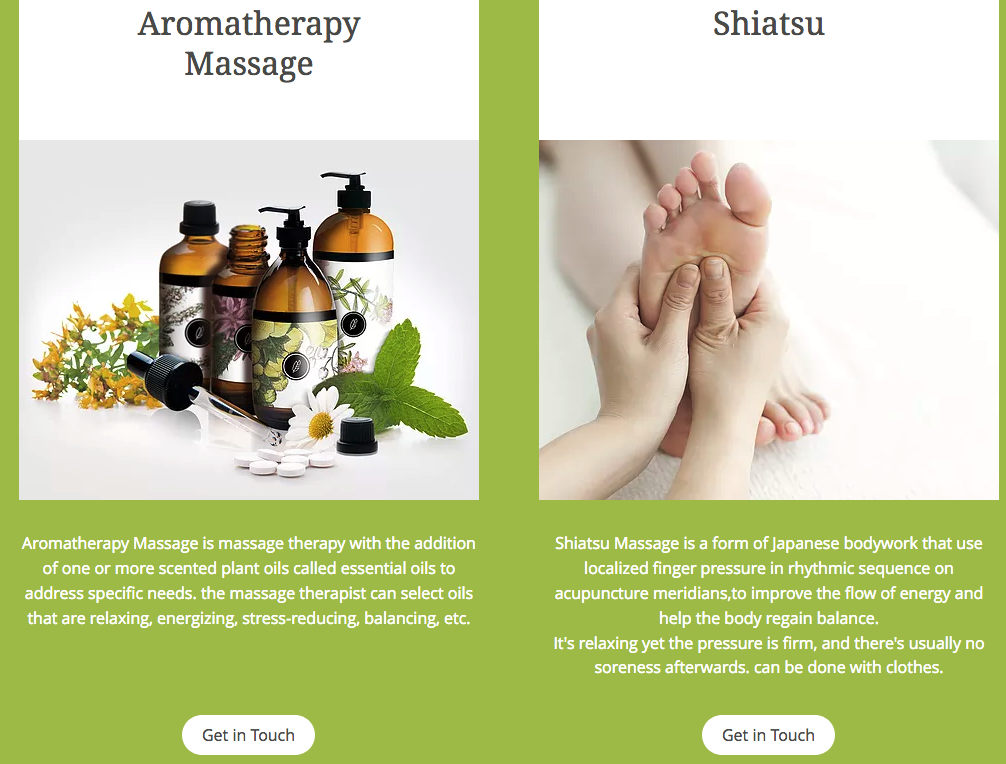 Aromatherapy
Massage
Aromatherapy Massage is massage therapy with the addition
of one or more scented plant oils called essential oils to
address specific needs. the massage therapist can select oils
that are relaxing, energizing, stress-reducing, balancing, etc.
Get in Touch
Shiatsu
Shiatsu Massage is a form of Japanese bodywork that use
localized finger pressure in rhythmic sequence on
acupuncture meridians,to improve the flow of energy and
help the body regain balance.
It's relaxing yet the pressure is firm, and there's usually no
soreness afterwards. can be done with clothes.
Get in Touch